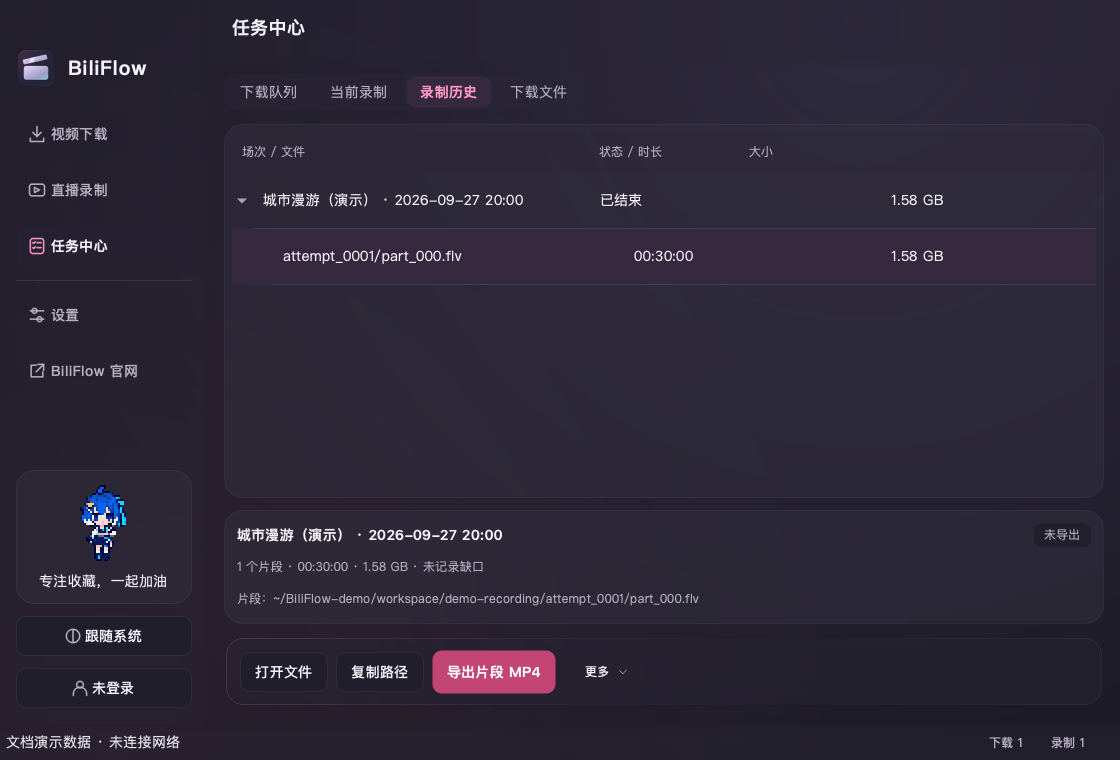 任务中心
BiliFlow
下载队列 当前录制 录制历史 下载文件
视频下载
直播录制
任务中心
设置
BiliFlow 官网
场次 / 文件 状态 / 时长 大小
城市漫游（演示） · 2026-09-27 20:00 已结束 1.58 GB
attempt_0001/part_000.flv 00:30:00 1.58 GB
城市漫游（演示） · 2026-09-27 20:00 未导出
1 个片段 · 00:30:00 · 1.58 GB · 未记录缺口
片段：~/BiliFlow-demo/workspace/demo-recording/attempt_0001/part_000.flv
专注收藏，一起加油
跟随系统
未登录
打开文件 复制路径 导出片段 MP4 更多
文档演示数据 · 未连接网络 下载 1 录制 1